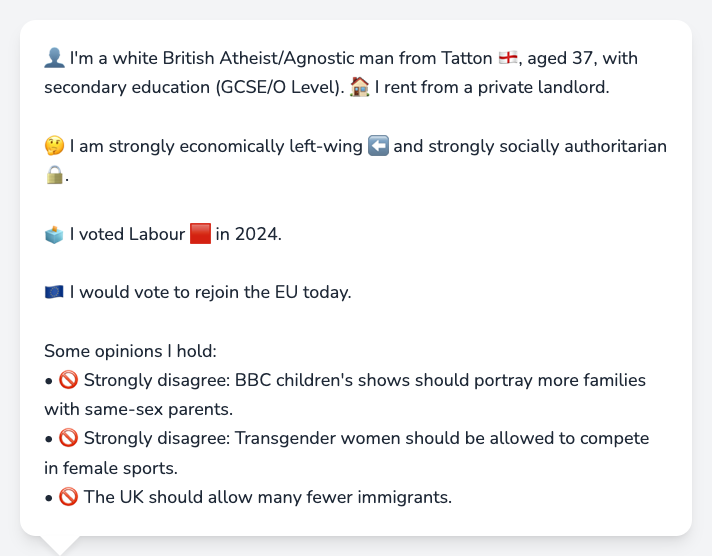 👤 I'm a white British Atheist/Agnostic man from Tatton 🏴󠁧󠁢󠁥󠁮󠁧󠁿, aged 37, with
secondary education (GCSE/O Level). 🏠 I rent from a private landlord.
🤔 I am strongly economically left-wing ⬅️ and strongly socially authoritarian
🔒.
🗳️ I voted Labour 🟥 in 2024.
🇪🇺 I would vote to rejoin the EU today.
Some opinions I hold:
• 🚫 Strongly disagree: BBC children's shows should portray more families
with same-sex parents.
• 🚫 Strongly disagree: Transgender women should be allowed to compete
in female sports.
• 🚫 The UK should allow many fewer immigrants.